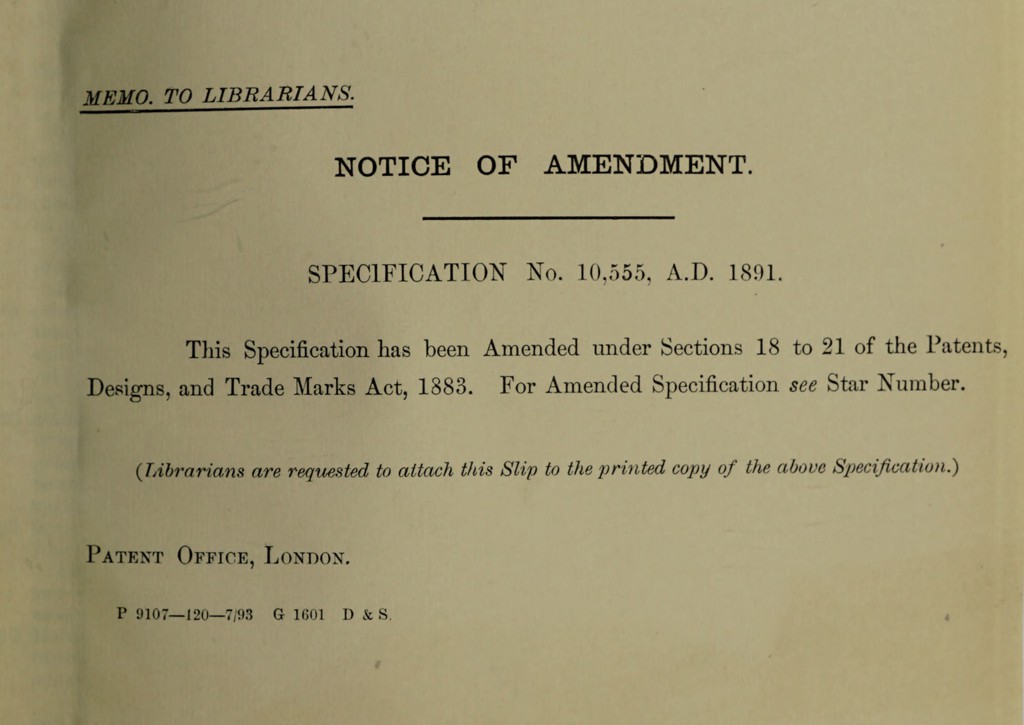 MEMO. TO LIBRARIANS.
NOTICE OF AMENDMENT.
SPECIFICATION No. 10,555, A.D. 1891.
This Specification has been Amended under Sections 18 to 21 of the Patents,
Designs, and Trade Marks Act, 1883. For Amended Specification see Star Number.
(Librarians are requested to attach this Slip to the printed copy of the above Specification.)
PATENT OFFICE, LONDON.
P 9107—120—7/93 G 1601 D & S.